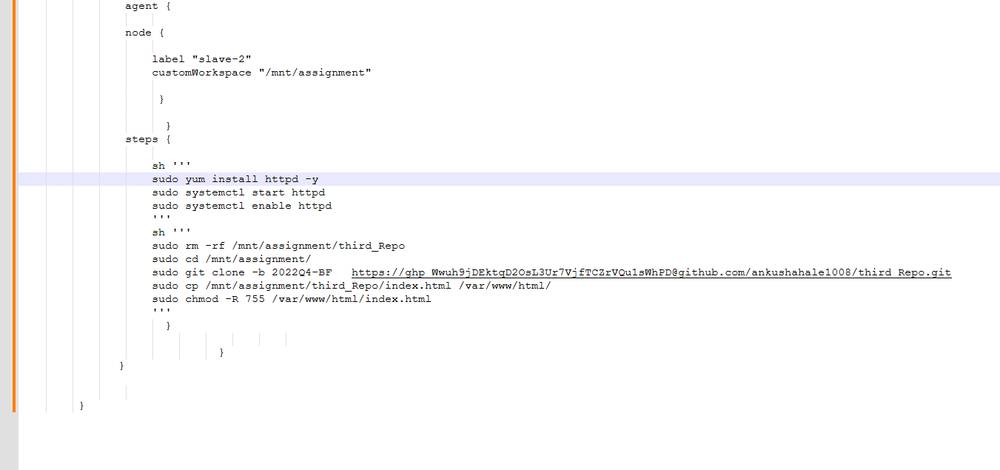 agent {
node {
label "slave-2"
customWorkspace "/mnt/assignment"
}
}
steps {
sh '''
sudo yum install httpd -y
sudo systemctl start httpd
sudo systemctl enable httpd
'''
sh '''
sudo rm -rf /mnt/assignment/third_Repo
sudo cd /mnt/assignment/
sudo git clone -b 2022Q4-BF   https://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@github.com/ankushahale1008/third_Repo.git
sudo cp /mnt/assignment/third_Repo/index.html /var/www/html/
sudo chmod -R 755 /var/www/html/index.html
'''
}
}
}
}